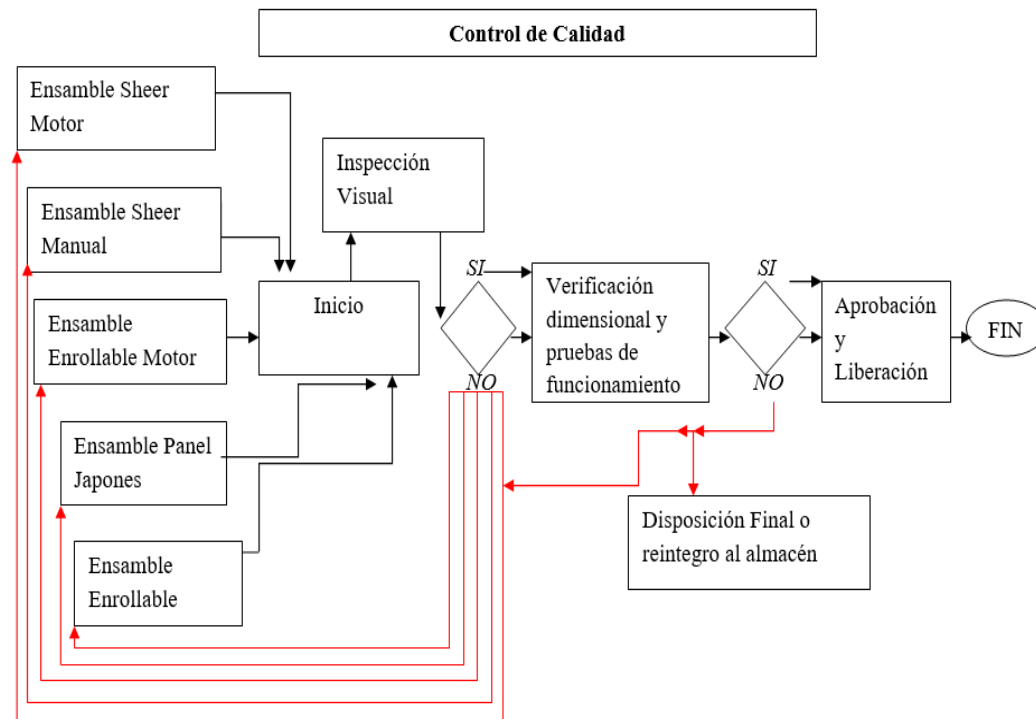 Control de Calidad
Ensamble Sheer
Motor
Inspección
Visual
Ensamble Sheer
Manual
Inicio
SI
Verificación
dimensional y
pruebas de
funcionamiento
SI
Aprobación
y
Liberación
FIN
Ensamble
Enrollable Motor
NO
NO
Ensamble Panel
Japones
Disposición Final o
reintegro al almacén
Ensamble
Enrollable